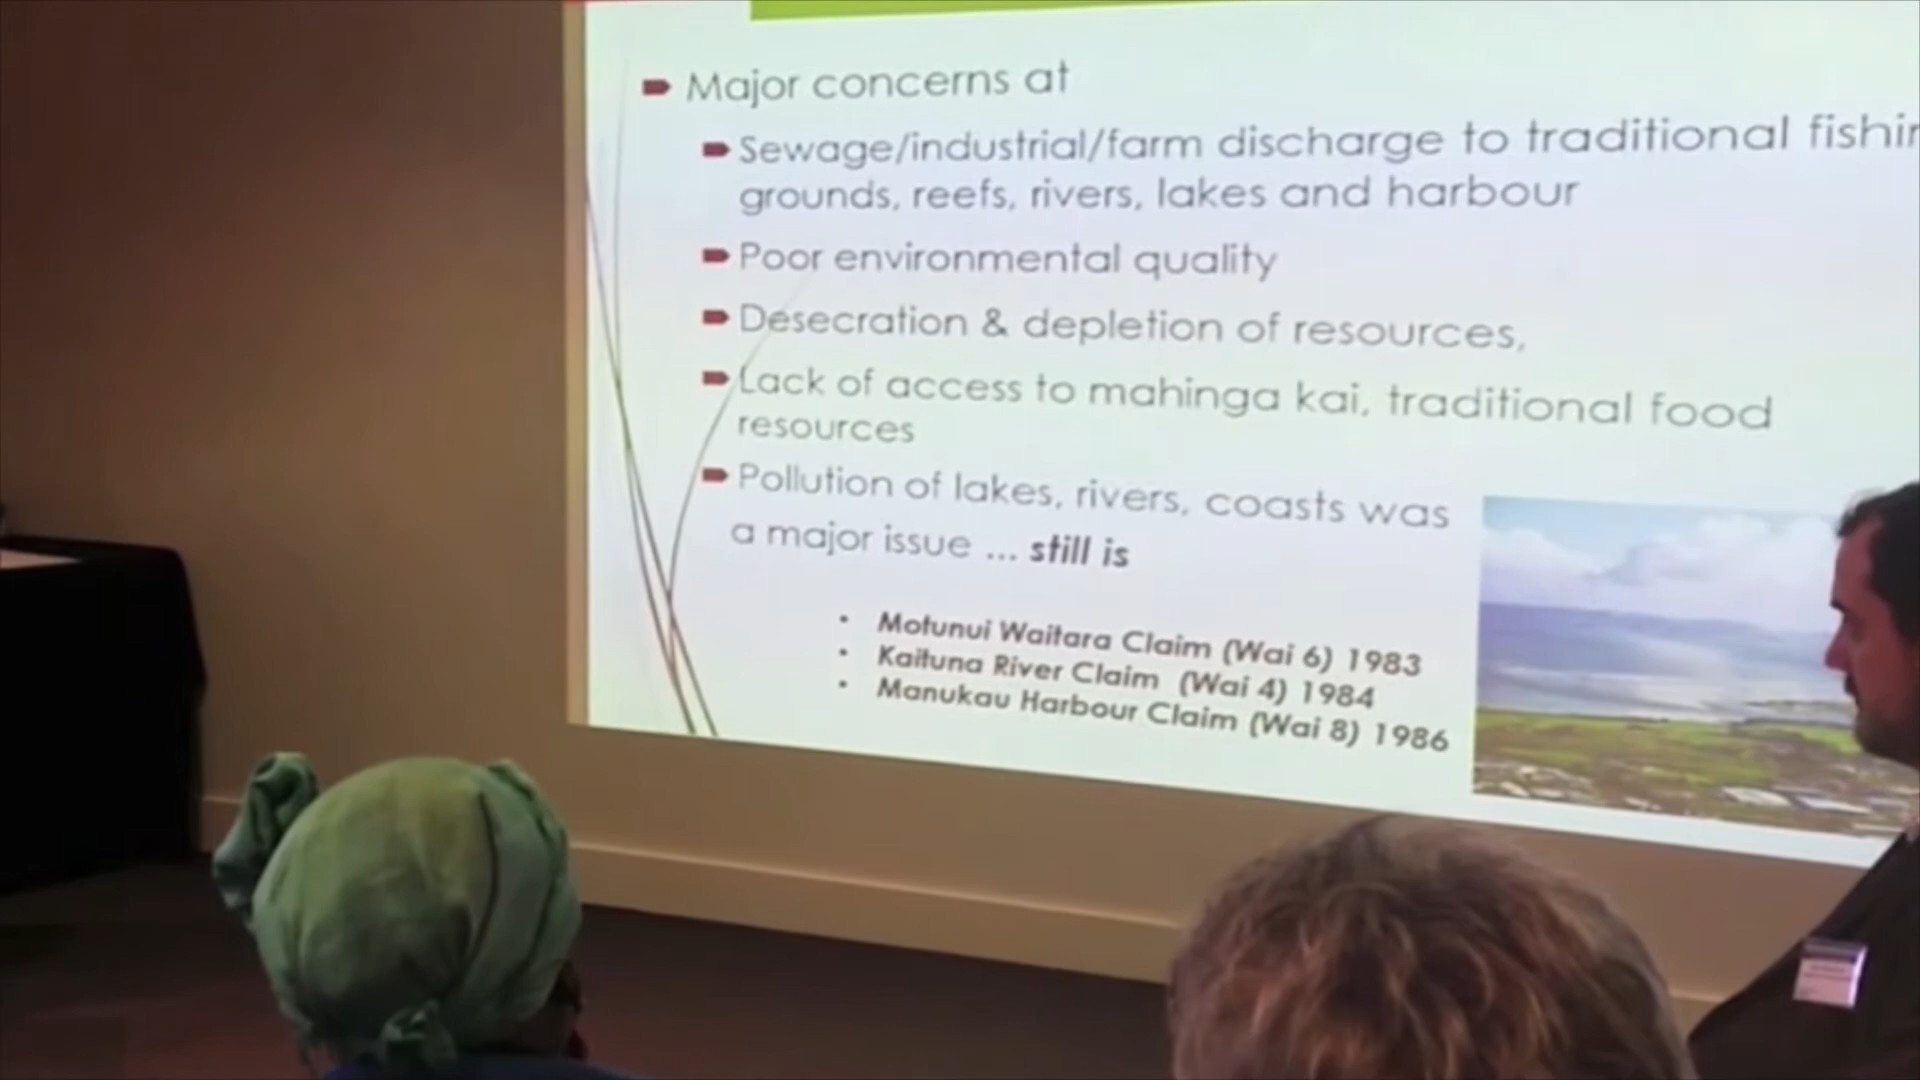 Major concerns at
Sewage/industrial/farm discharge to traditional fishin
grounds, reefs, rivers, lakes and harbour
Poor environmental quality
Desecration & depletion of resources,
Lack of access to mahinga kai, traditional food
resources
Pollution of lakes, rivers, coasts was
a major issue ... still is
• Motunui Waitara Claim (Wai 6) 1983
• Kaituna River Claim (Wai 4) 1984
• Manukau Harbour Claim (Wai 8) 1986